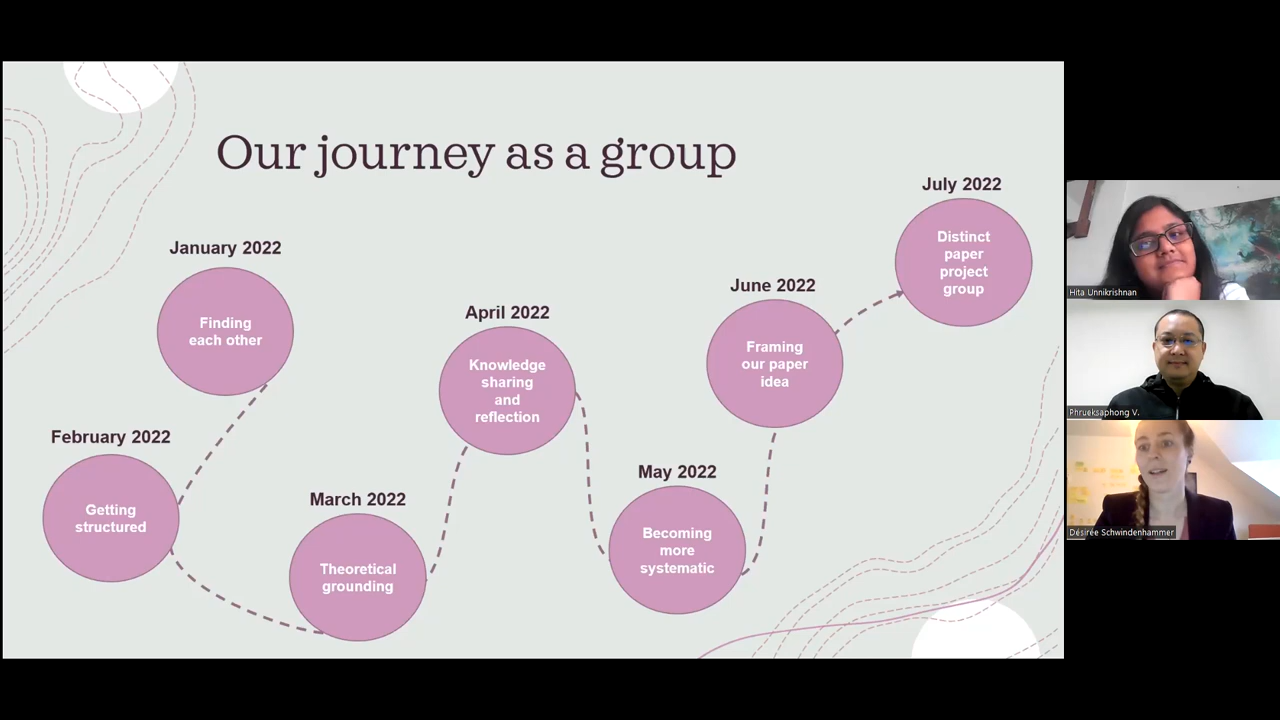 Our journey as a group
January 2022
Finding
each other
February 2022
Getting
structured
March 2022
Theoretical
grounding
April 2022
Knowledge
sharing
and
reflection
May 2022
Becoming
more
systematic
June 2022
Framing
our paper
idea
July 2022
Distinct
paper
project
group
Hita Unnikrishnan
Phrueksaphong V.
Désirée Schwindenhammer